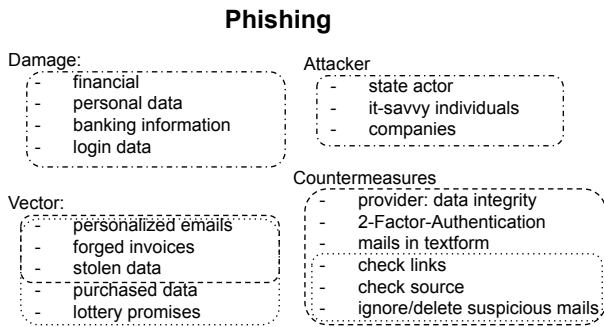 Phishing
Damage:
- financial
- personal data
- banking information
- login data
Attacker
- state actor
- it-savvy individuals
- companies
Vector:
- personalized emails
- forged invoices
- stolen data
- purchased data
- lottery promises
Countermeasures
- provider: data integrity
- 2-Factor-Authentication
- mails in textform
- check links
- check source
- ignore/delete suspicious mails